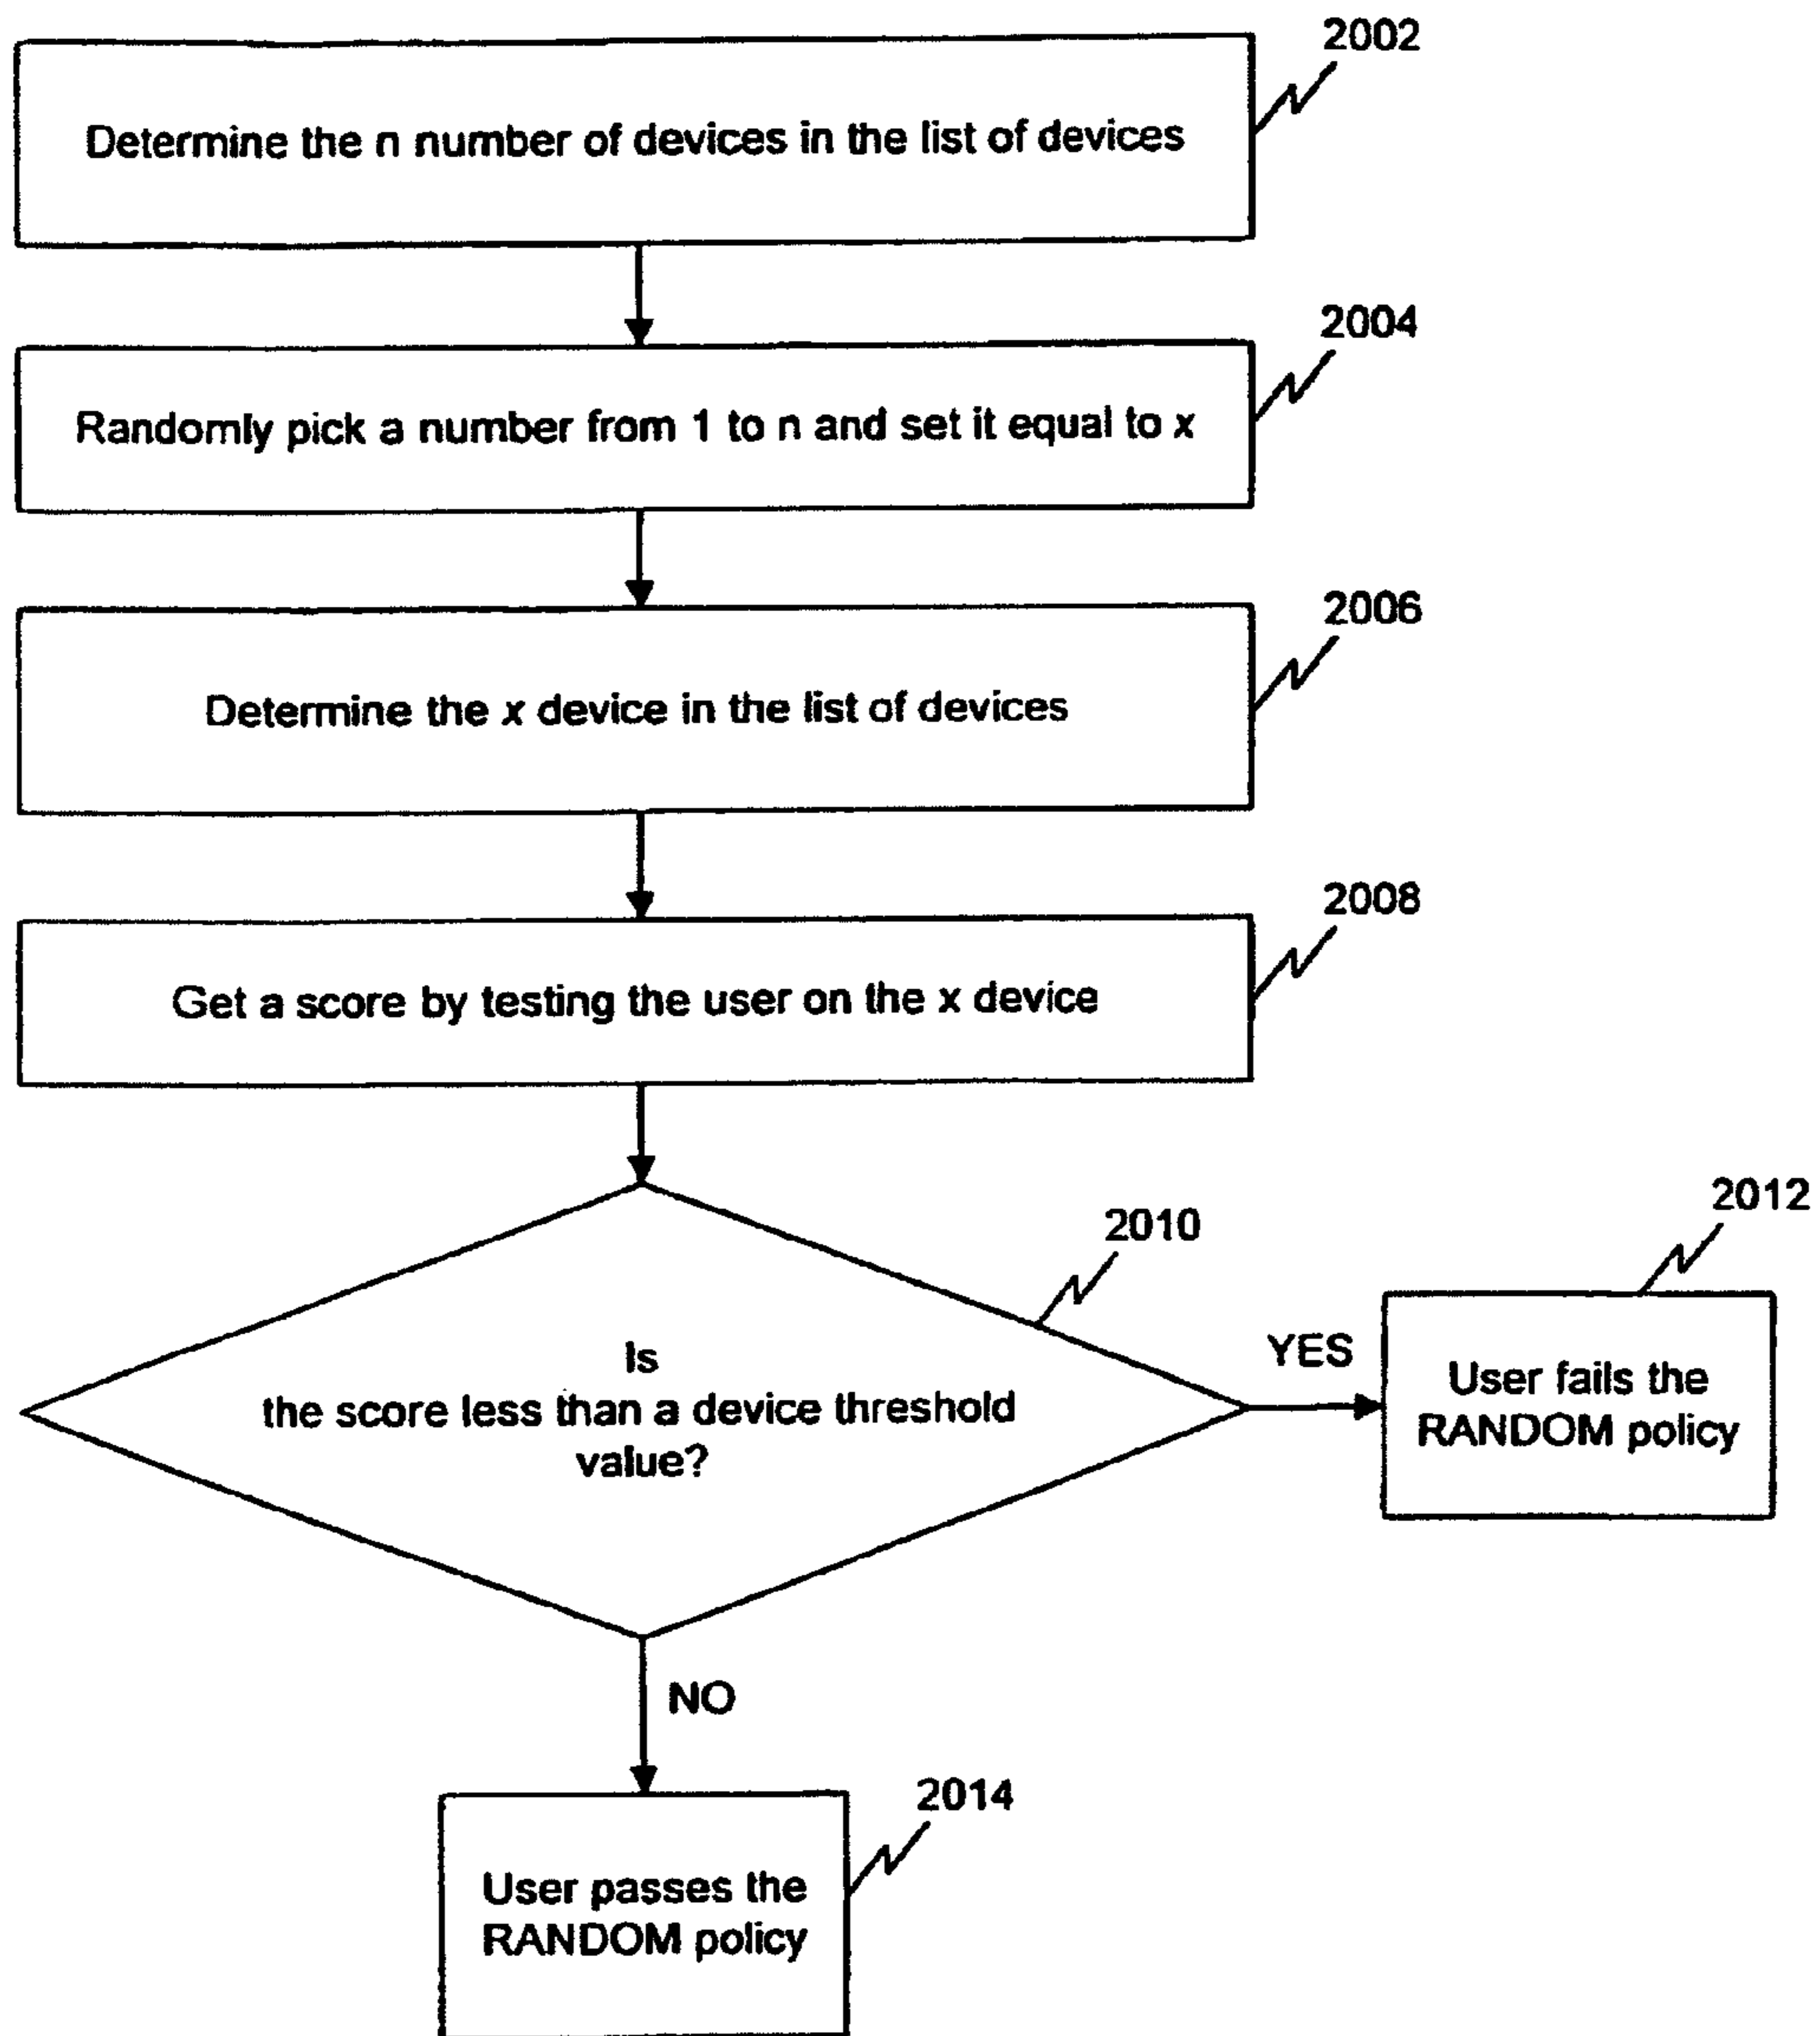 2002
Determine the n number of devices in the list of devices
2004
Randomly pick a number from 1 to n and set it equal to x
2006
Determine the x device in the list of devices
2008
Get a score by testing the user on the x device
2010
Is
the score less than a device threshold
value?
YES
2012
User fails the
RANDOM policy
NO
2014
User passes the
RANDOM policy